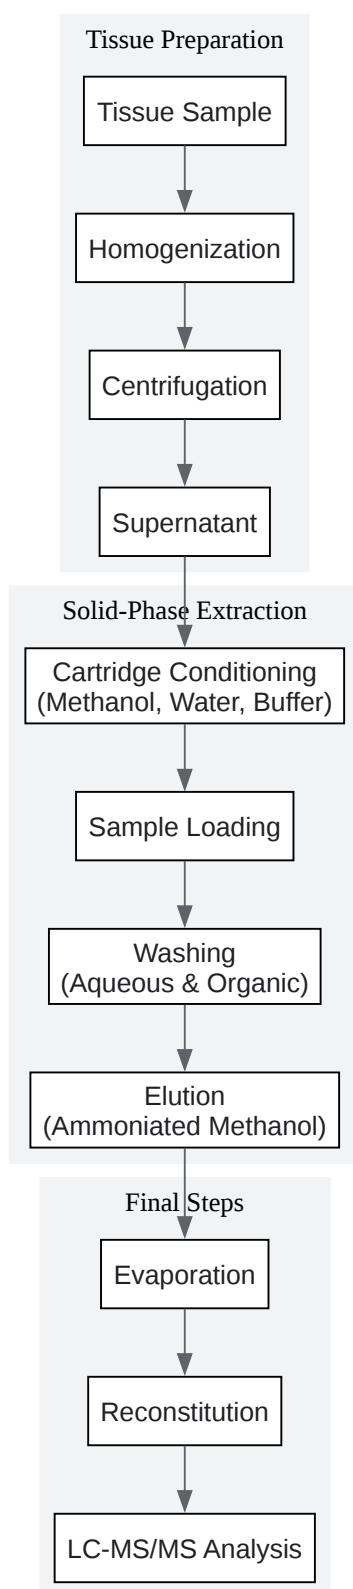 Tissue Preparation
Tissue Sample
Homogenization
Centrifugation
Supernatant
Solid-Phase Extraction
Cartridge Conditioning
(Methanol, Water, Buffer)
Sample Loading
Washing
(Aqueous & Organic)
Elution
(Ammoniated Methanol)
Final Steps
Evaporation
Reconstitution
LC-MS/MS Analysis